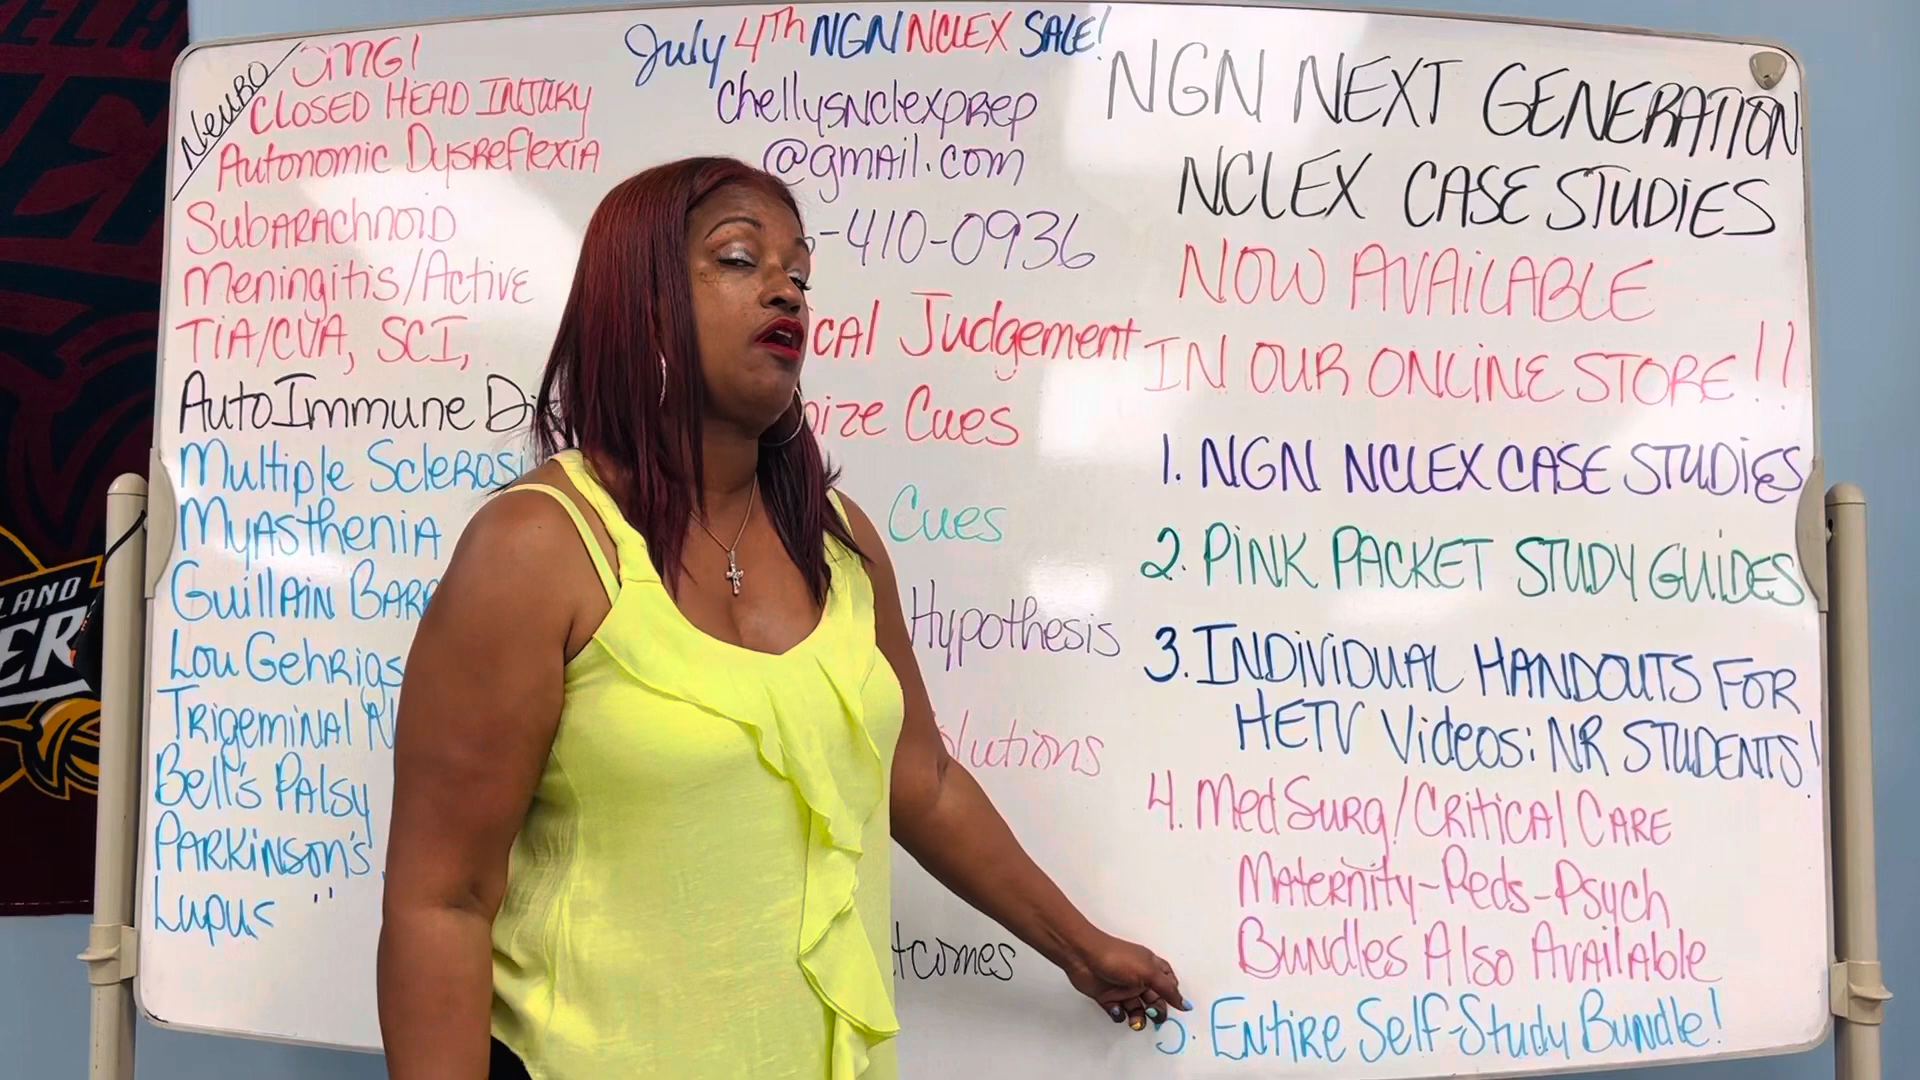 NEURO
OMG!
CLOSED HEAD INJURY
Autonomic Dysreflexia
Subarachnoid
Meningitis/Active
TIA/CVA, SCI,
AutoImmune
Multiple
Myasthenia
Guillain
Lou Gehrigs
Trigeminal
Bell's Palsy
Parkinson's
Lupus "
July 4th NGN NCLEX SALE!
chellysnclexprep
@gmail.com
-410-0936
Judgement
Cues
Cues
Hypothesis
NGN NEXT GENERATION
NCLEX CASE STUDIES
NOW AVAILABLE
IN OUR ONLINE STORE!!
1. NGN NCLEX CASE STUDIES
2. PINK PACKET STUDY GUIDES
3. INDIVIDUAL HANDOUTS FOR
HETV Videos: NR STUDENTS!
4. MedSurg/Critical Care
Maternity-Peds-Psych
Bundles Also Available
5. Entire Self-Study Bundle!